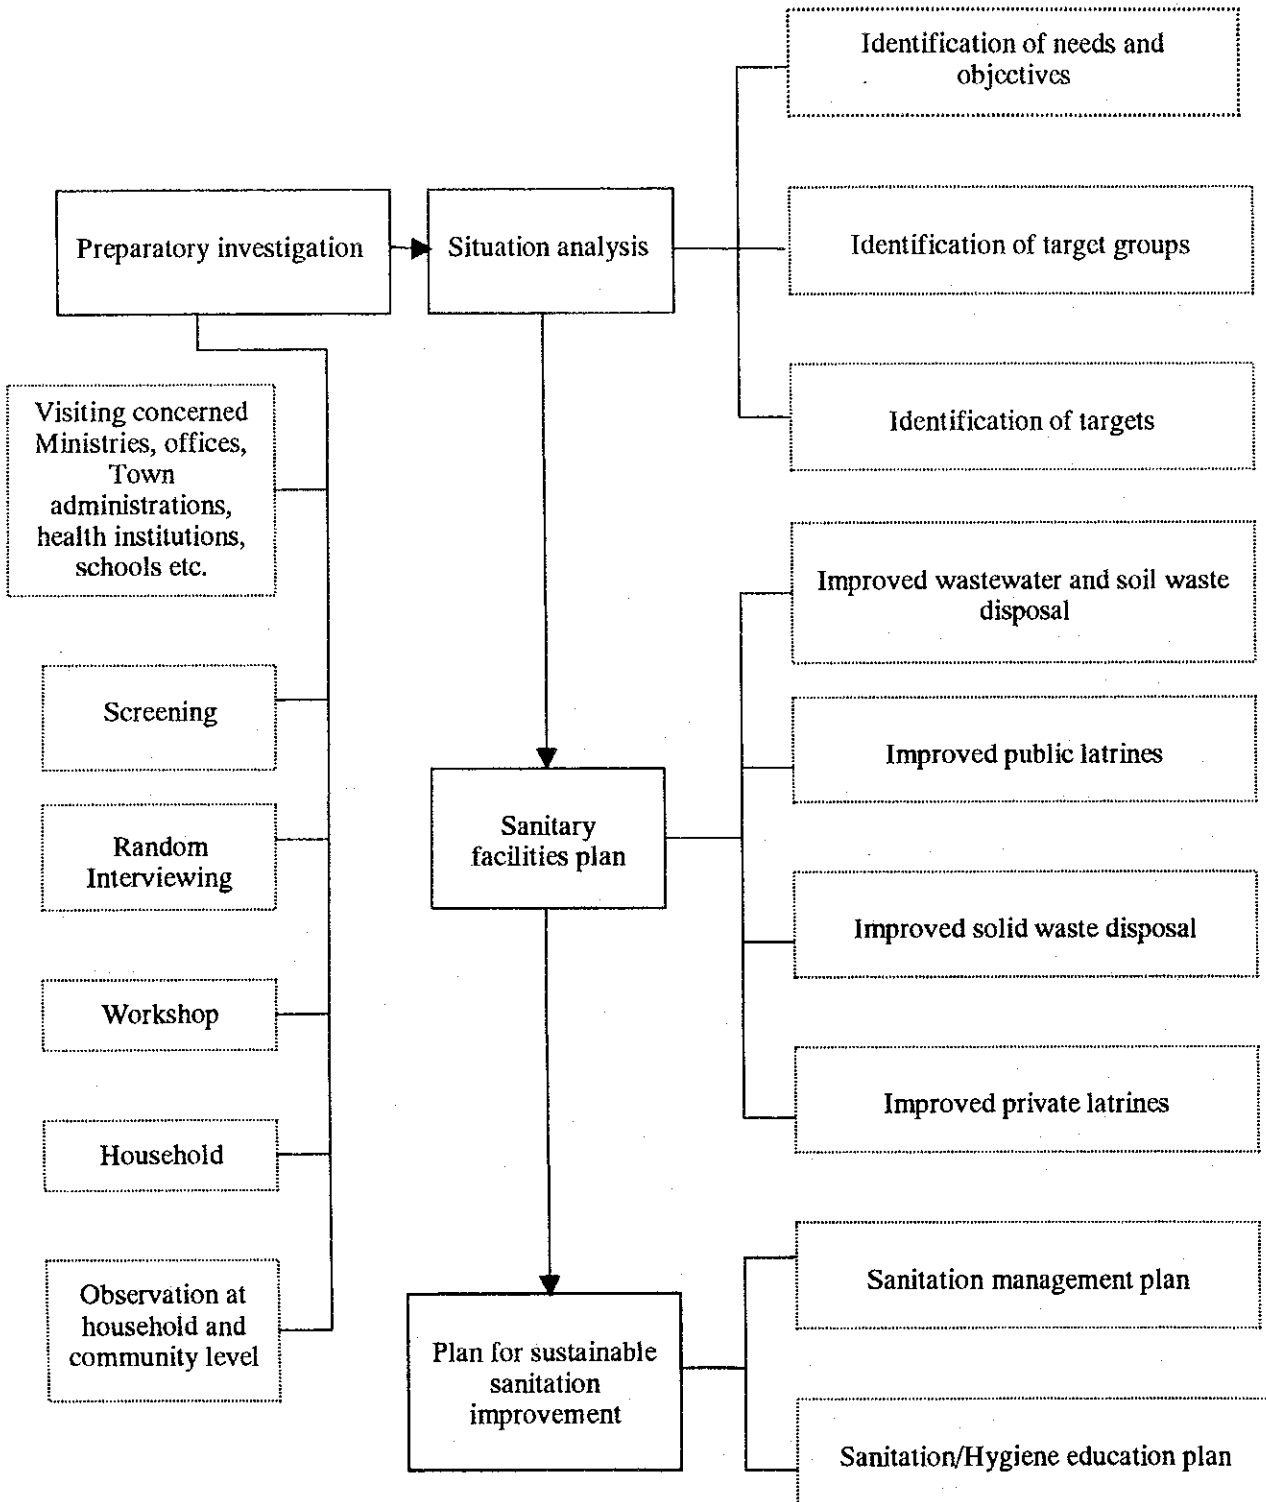 Identification of needs and
objectives
Preparatory investigation
Situation analysis
Identification of target groups
Identification of targets
Visiting concerned
Ministries, offices,
Town
administrations,
health institutions,
schools etc.
Screening
Random
Interviewing
Workshop
Household
Observation at
household and
community level
Improved wastewater and soil waste
disposal
Improved public latrines
Sanitary
facilities plan
Improved solid waste disposal
Improved private latrines
Plan for sustainable
sanitation
improvement
Sanitation management plan
Sanitation/Hygiene education plan